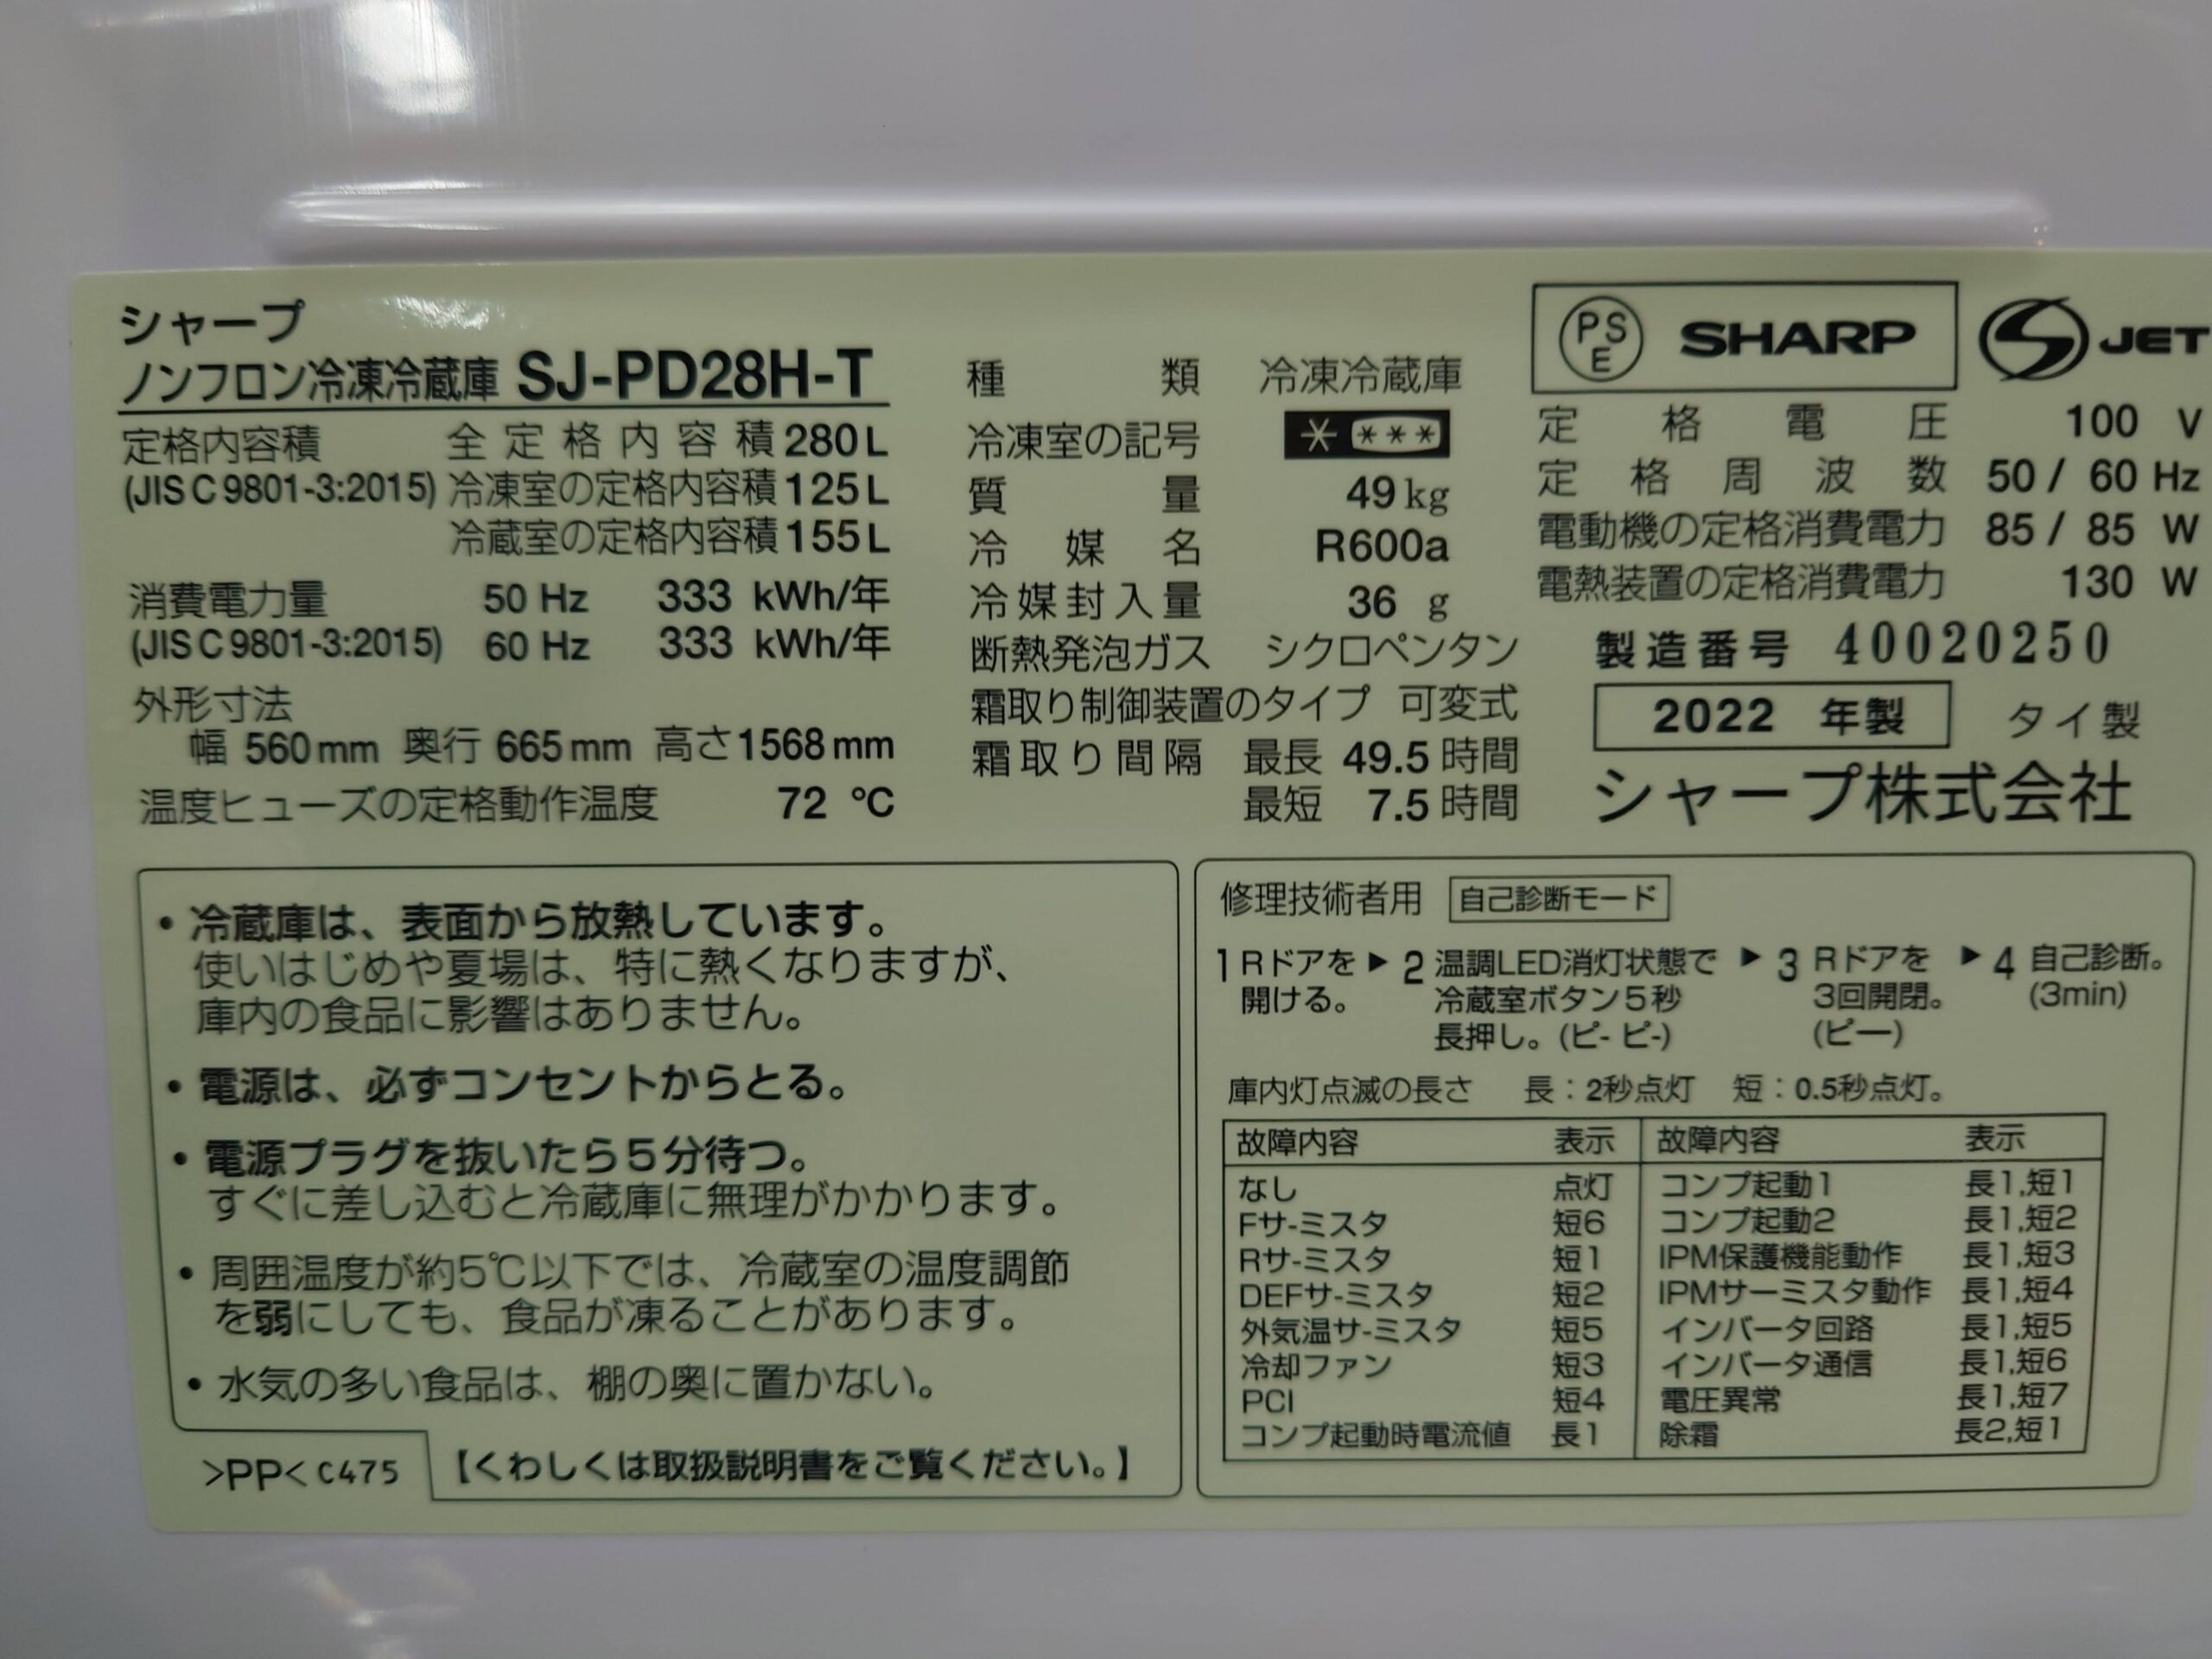 シャープ
ノンフロン冷凍冷蔵庫 SJ-PD28H-T
定格内容積 全定格内容積 280L
(JIS C 9801-3:2015) 冷凍室の定格内容積 125L
冷蔵室の定格内容積 155L
消費電力量 50 Hz 333 kWh/年
(JIS C 9801-3:2015) 60 Hz 333 kWh/年
外形寸法
幅 560mm 奥行 665mm 高さ1568mm
温度ヒューズの定格動作温度 72 ℃
種類 冷凍冷蔵庫
冷凍室の記号 * ***
質量 49kg
冷媒名 R600a
冷媒封入量 36 g
断熱発泡ガス シクロペンタン
霜取り制御装置のタイプ 可変式
霜取り間隔 最長 49.5 時間
最短 7.5 時間
PSE SHARP S JET
定格電圧 100 V
定格周波数 50 / 60 Hz
電動機の定格消費電力 85 / 85 W
電熱装置の定格消費電力 130 W
製造番号 40020250
2022 年製 タイ製
シャープ株式会社
・冷蔵庫は、表面から放熱しています。
使いはじめや夏場は、特に熱くなりますが、
庫内の食品に影響はありません。
・電源は、必ずコンセントからとる。
・電源プラグを抜いたら5分待つ。
すぐに差し込むと冷蔵庫に無理がかかります。
・周囲温度が約5℃以下では、冷蔵室の温度調節
を弱にしても、食品が凍ることがあります。
・水気の多い食品は、棚の奥に置かない。
>PP< C475 【くわしくは取扱説明書をご覧ください。】
修理技術者用 自己診断モード
1 Rドアを ▶ 2 温調LED消灯状態で ▶ 3 Rドアを ▶ 4 自己診断。
開ける。 冷蔵室ボタン5秒 3回開閉。 (3min)
長押し。(ピ- ピ-) (ピー)
庫内灯点滅の長さ 長：2秒点灯 短：0.5秒点灯。
故障内容 表示 故障内容 表示
なし 点灯 コンプ起動1 長1,短1
Fサ-ミスタ 短6 コンプ起動2 長1,短2
Rサ-ミスタ 短1 IPM保護機能動作 長1,短3
DEFサ-ミスタ 短2 IPMサーミスタ動作 長1,短4
外気温サ-ミスタ 短5 インバータ回路 長1,短5
冷却ファン 短3 インバータ通信 長1,短6
PCI 短4 電圧異常 長1,短7
コンプ起動時電流値 長1 除霜 長2,短1